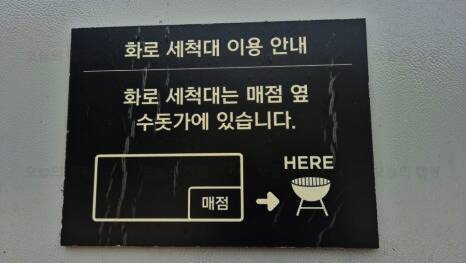 화로 세척대 이용 안내
화로 세척대는 매점 옆
수돗가에 있습니다.
HERE
매점